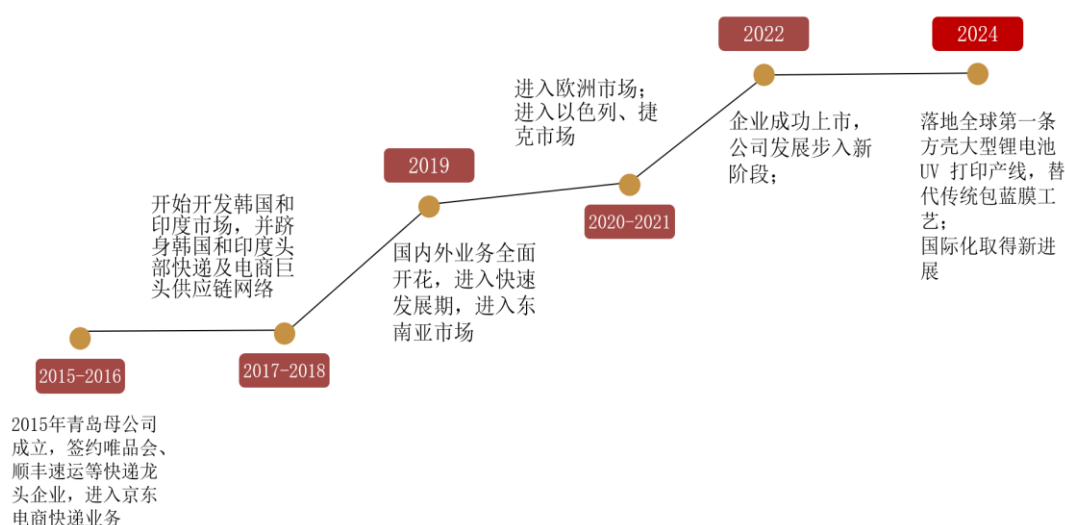 2015-2016
2015年青岛母公司
成立，签约唯品会、
顺丰速运等快递龙
头企业，进入京东
电商快递业务
开始开发韩国和
印度市场，并跻
身韩国和印度头
部快递及电商巨
头供应链网络
2017-2018
2019
国内外业务全面
开花，进入快速
发展期，进入东
南亚市场
进入欧洲市场；
进入以色列、捷
克市场
2020-2021
2022
企业成功上市，
公司发展步入新
阶段；
2024
落地全球第一条
方壳大型锂电池
UV 打印产线，替
代传统包蓝膜工
艺；
国际化取得新进
展